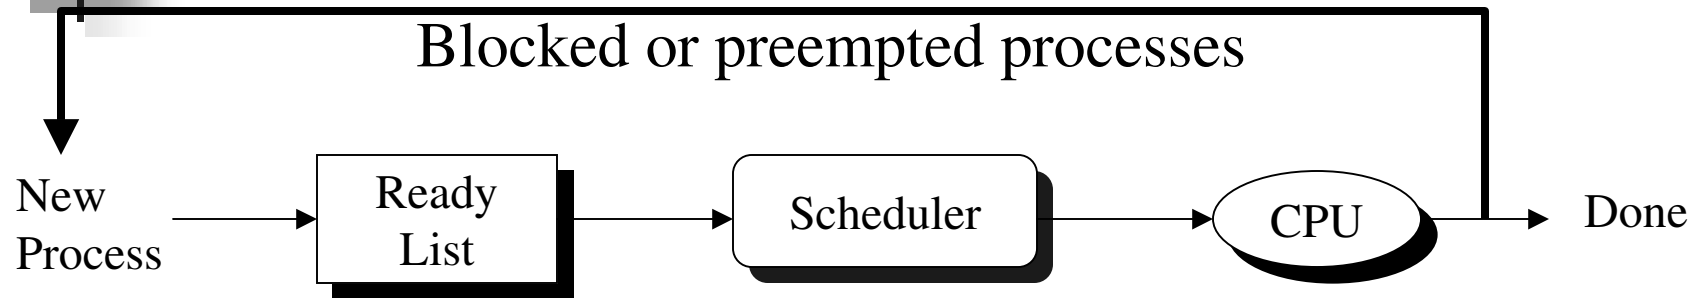 Blocked or preempted processes
New
Process
Ready
List
Scheduler
CPU
Done